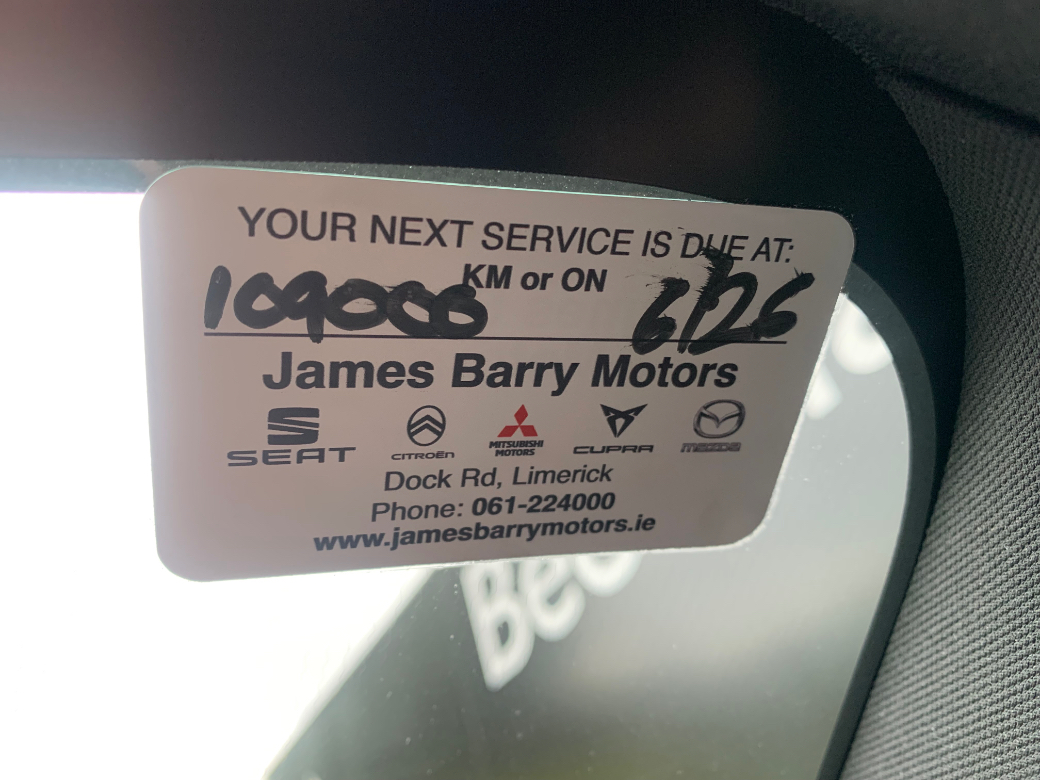 YOUR NEXT SERVICE IS DUE AT:
109000 KM or ON 6/26
James Barry Motors
SEAT CITROËN MITSUBISHI MOTORS CUPRA mazda
Dock Rd, Limerick
Phone: 061-224000
www.jamesbarrymotors.ie